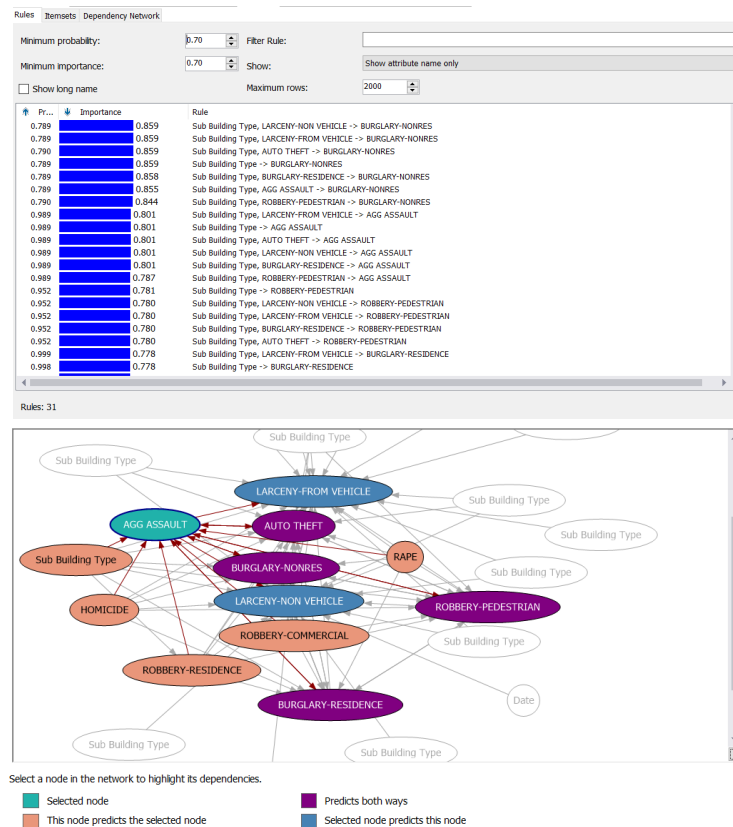 Rules Itemsets Dependency Network
Minimum probability: 0.70 Filter Rule:
Minimum importance: 0.70 Show: Show attribute name only
Show long name Maximum rows: 2000
Pr... Importance Rule
0.789 0.859 Sub Building Type, LARCENY-NON VEHICLE -> BURGLARY-NONRES
0.789 0.859 Sub Building Type, LARCENY-FROM VEHICLE -> BURGLARY-NONRES
0.790 0.859 Sub Building Type, AUTO THEFT -> BURGLARY-NONRES
0.790 0.859 Sub Building Type -> BURGLARY-NONRES
0.789 0.858 Sub Building Type, BURGLARY-RESIDENCE -> BURGLARY-NONRES
0.789 0.855 Sub Building Type, AGG ASSAULT -> BURGLARY-NONRES
0.790 0.844 Sub Building Type, ROBBERY-PEDESTRIAN -> BURGLARY-NONRES
0.989 0.801 Sub Building Type, LARCENY-FROM VEHICLE -> AGG ASSAULT
0.989 0.801 Sub Building Type -> AGG ASSAULT
0.989 0.801 Sub Building Type, AUTO THEFT -> AGG ASSAULT
0.989 0.801 Sub Building Type, LARCENY-NON VEHICLE -> AGG ASSAULT
0.989 0.801 Sub Building Type, BURGLARY-RESIDENCE -> AGG ASSAULT
0.989 0.787 Sub Building Type, ROBBERY-PEDESTRIAN -> AGG ASSAULT
0.952 0.781 Sub Building Type -> ROBBERY-PEDESTRIAN
0.952 0.780 Sub Building Type, LARCENY-NON VEHICLE -> ROBBERY-PEDESTRIAN
0.952 0.780 Sub Building Type, LARCENY-FROM VEHICLE -> ROBBERY-PEDESTRIAN
0.952 0.780 Sub Building Type, BURGLARY-RESIDENCE -> ROBBERY-PEDESTRIAN
0.952 0.780 Sub Building Type, AUTO THEFT -> ROBBERY-PEDESTRIAN
0.999 0.778 Sub Building Type, LARCENY-FROM VEHICLE -> BURGLARY-RESIDENCE
0.998 0.778 Sub Building Type -> BURGLARY-RESIDENCE
Rules: 31
Sub Building Type
Sub Building Type
LARCENY-FROM VEHICLE
Sub Building Type
AGG ASSAULT
AUTO THEFT
Sub Building Type
Sub Building Type
RAPE
BURGLARY-NONRES
Sub Building Type
LARCENY-NON VEHICLE
HOMICIDE
ROBBERY-PEDESTRIAN
ROBBERY-COMMERCIAL
Sub Building Type
ROBBERY-RESIDENCE
BURGLARY-RESIDENCE
Date
Sub Building Type
Sub Building Type
Select a node in the network to highlight its dependencies.
Selected node
Predicts both ways
This node predicts the selected node
Selected node predicts this node